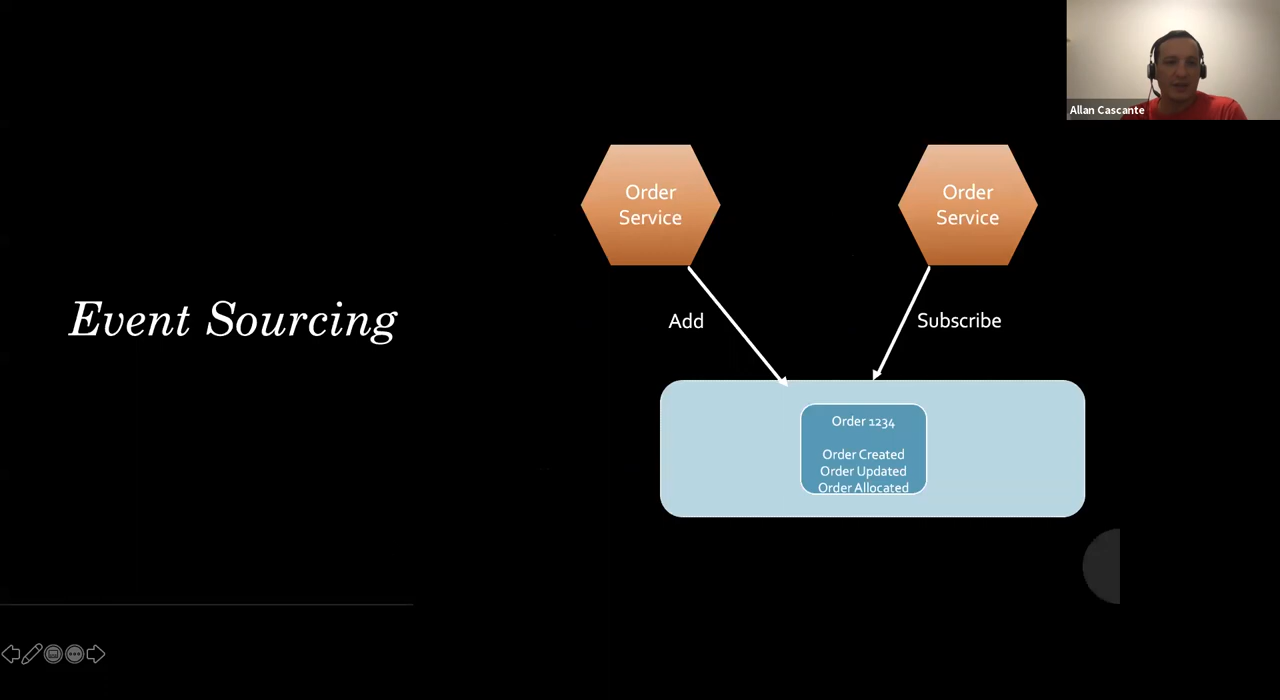 Allan Cascante
Order
Service
Order
Service
Event Sourcing
Add
Subscribe
Order 1234
Order Created
Order Updated
Order Allocated